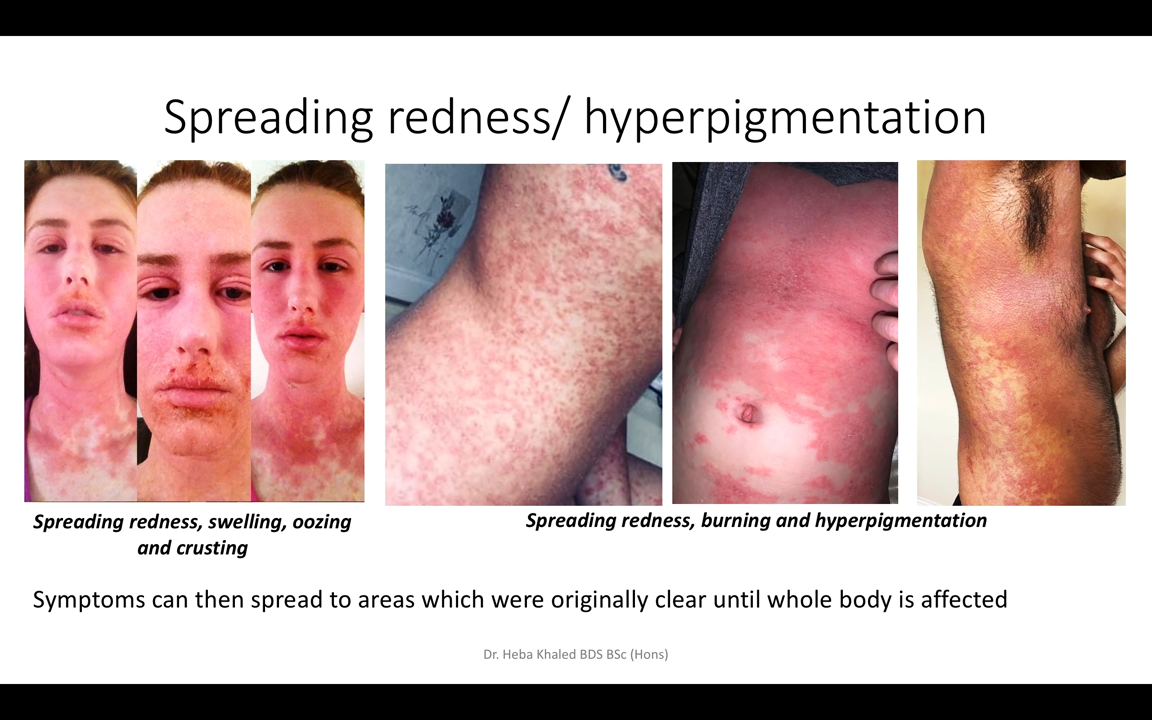 Spreading redness/ hyperpigmentation
Spreading redness, swelling, oozing
and crusting
Spreading redness, burning and hyperpigmentation
Symptoms can then spread to areas which were originally clear until whole body is affected
Dr. Heba Khaled BDS BSc (Hons)